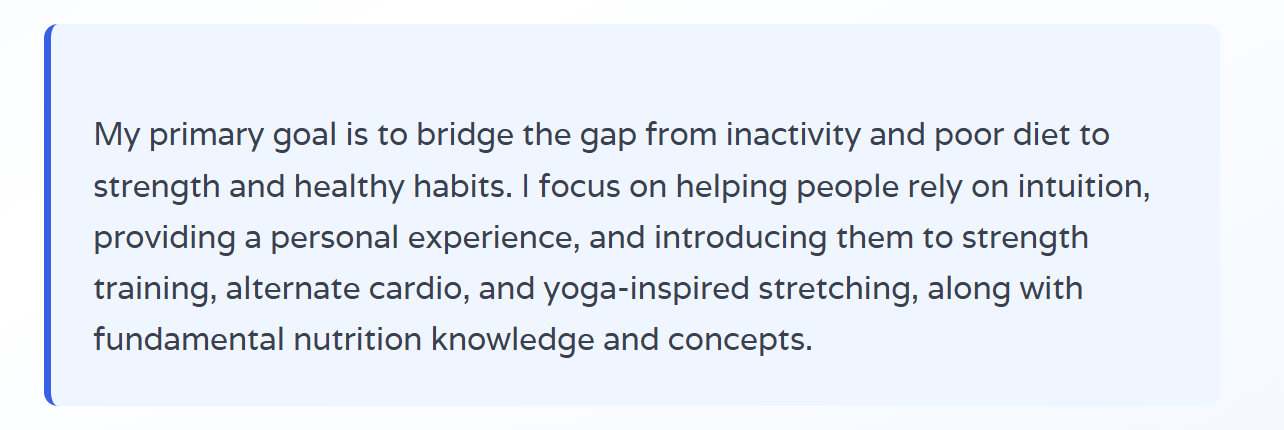 My primary goal is to bridge the gap from inactivity and poor diet to
strength and healthy habits. I focus on helping people rely on intuition,
providing a personal experience, and introducing them to strength
training, alternate cardio, and yoga-inspired stretching, along with
fundamental nutrition knowledge and concepts.